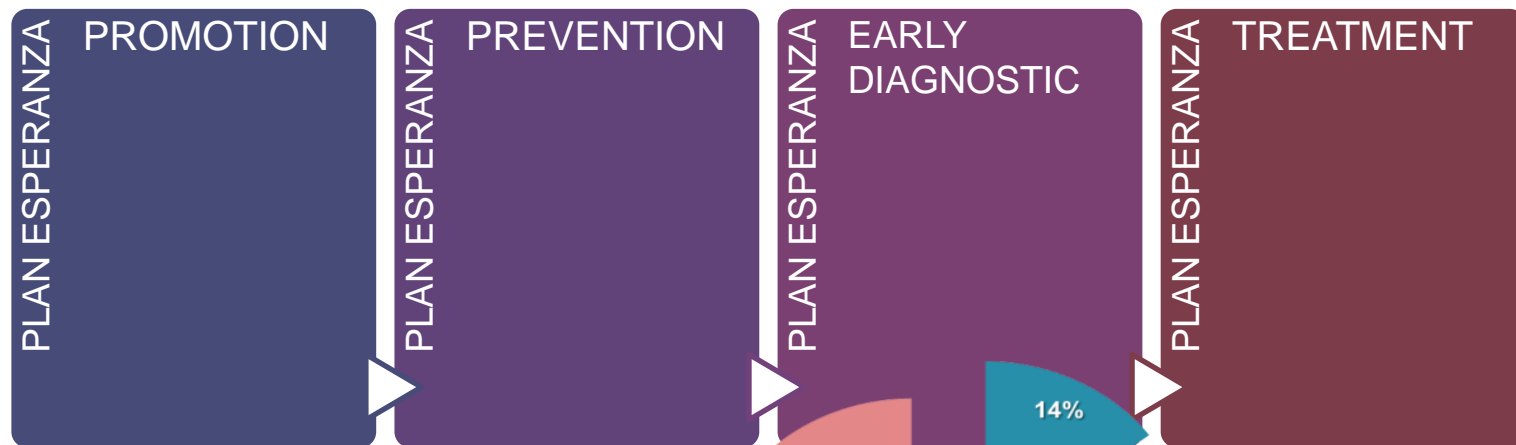 PLAN ESPERANZA
PROMOTION
PLAN ESPERANZA
PREVENTION
PLAN ESPERANZA
EARLY
DIAGNOSTIC
PLAN ESPERANZA
TREATMENT
14%